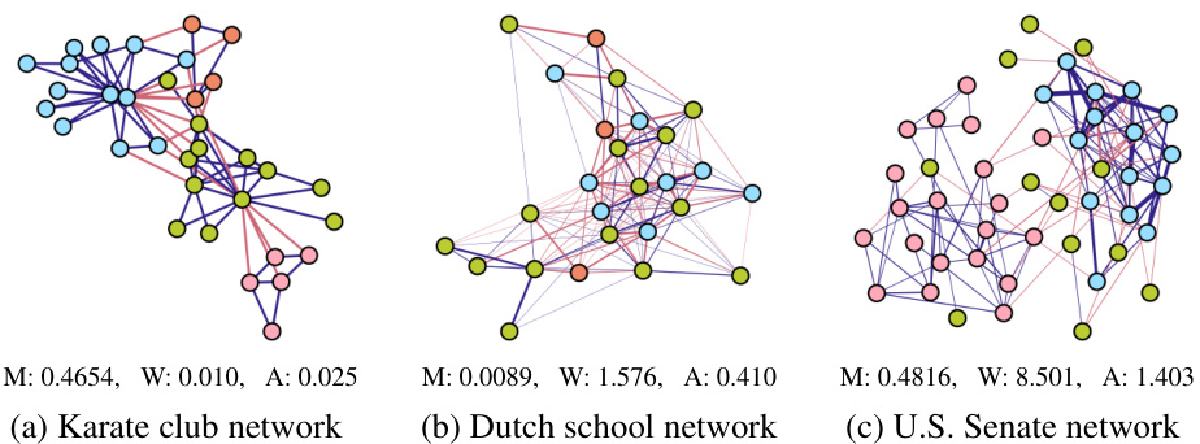 M: 0.4654, W: 0.010, A: 0.025
(a) Karate club network
M: 0.0089, W: 1.576, A: 0.410
(b) Dutch school network
M: 0.4816, W: 8.501, A: 1.403
(c) U.S. Senate network